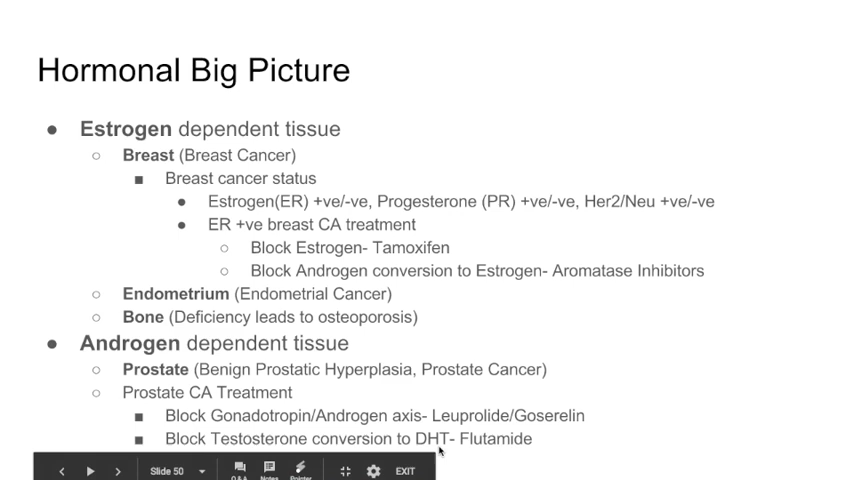 Hormonal Big Picture
● Estrogen dependent tissue
○ Breast (Breast Cancer)
■ Breast cancer status
● Estrogen(ER) +ve/-ve, Progesterone (PR) +ve/-ve, Her2/Neu +ve/-ve
● ER +ve breast CA treatment
○ Block Estrogen- Tamoxifen
○ Block Androgen conversion to Estrogen- Aromatase Inhibitors
○ Endometrium (Endometrial Cancer)
○ Bone (Deficiency leads to osteoporosis)
● Androgen dependent tissue
○ Prostate (Benign Prostatic Hyperplasia, Prostate Cancer)
○ Prostate CA Treatment
■ Block Gonadotropin/Androgen axis- Leuprolide/Goserelin
■ Block Testosterone conversion to DHT- Flutamide
Slide 50 Q&A Notes Pointer EXIT